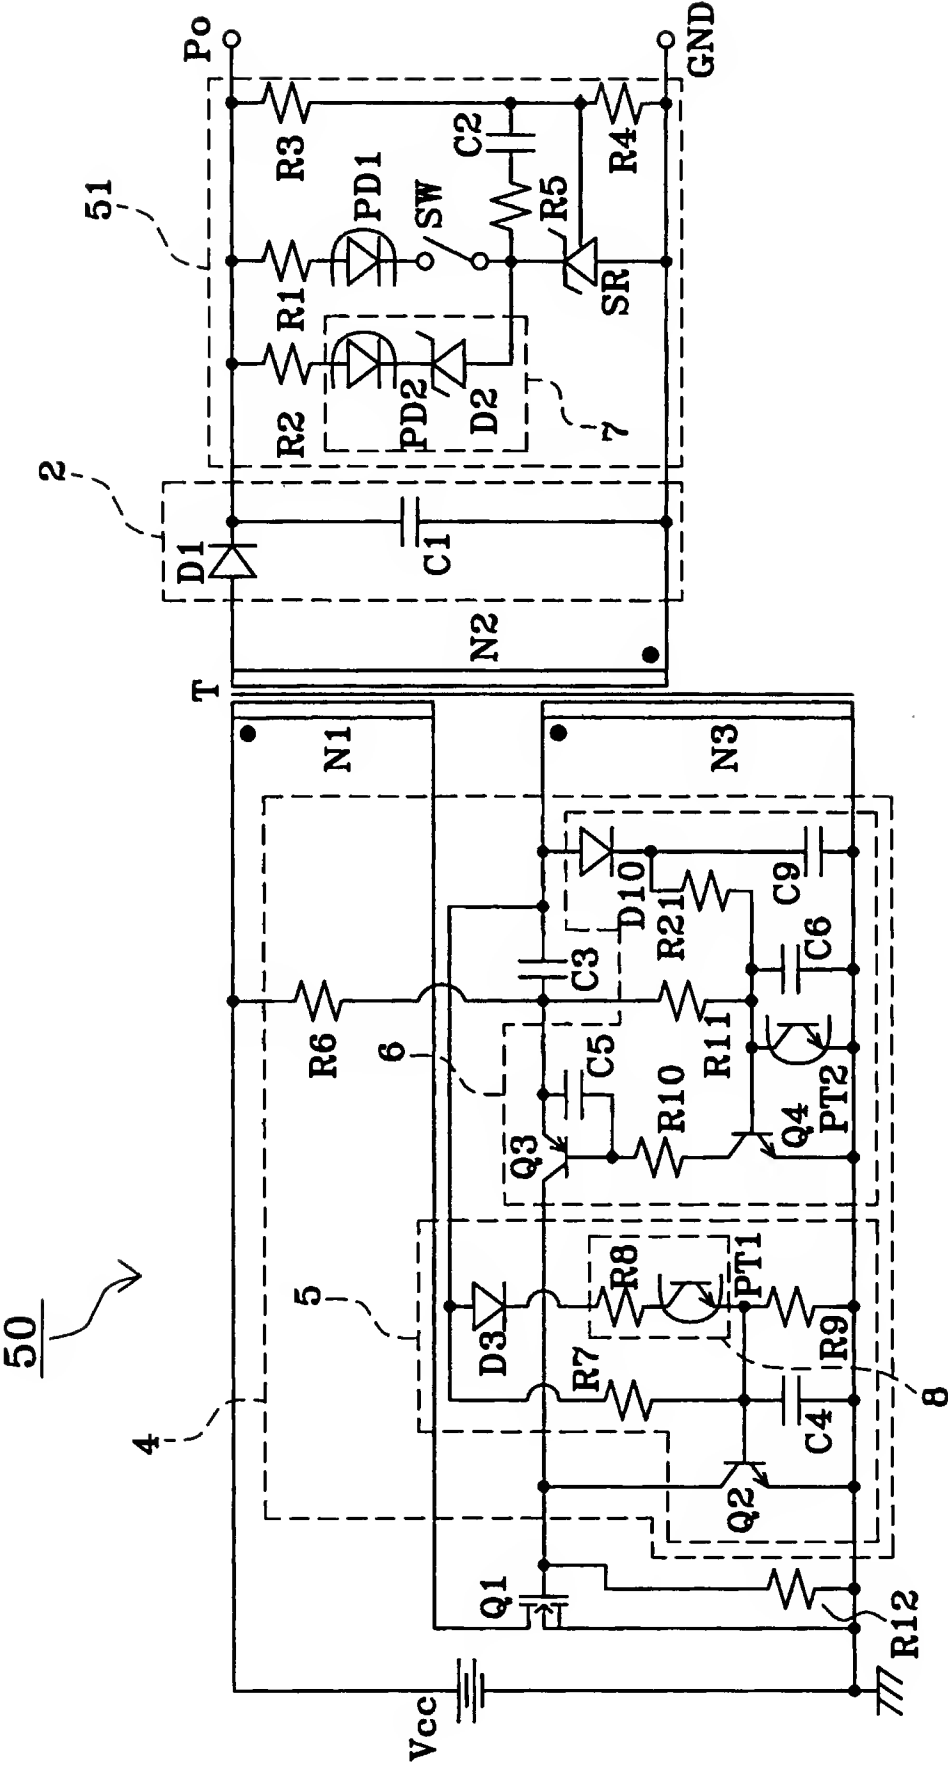 50
4
5
6
51
2
7
8
Vcc
Q1
R12
Q2
R7
C4
D3
R8
PT1
R9
R6
Q3
C5
R10
Q4
PT2
R11
C3
C6
R21
D10
C9
N1
N3
T
N2
D1
C1
R2
PD2
D2
R1
PD1
SW
SR
R5
C2
R3
R4
Po
GND